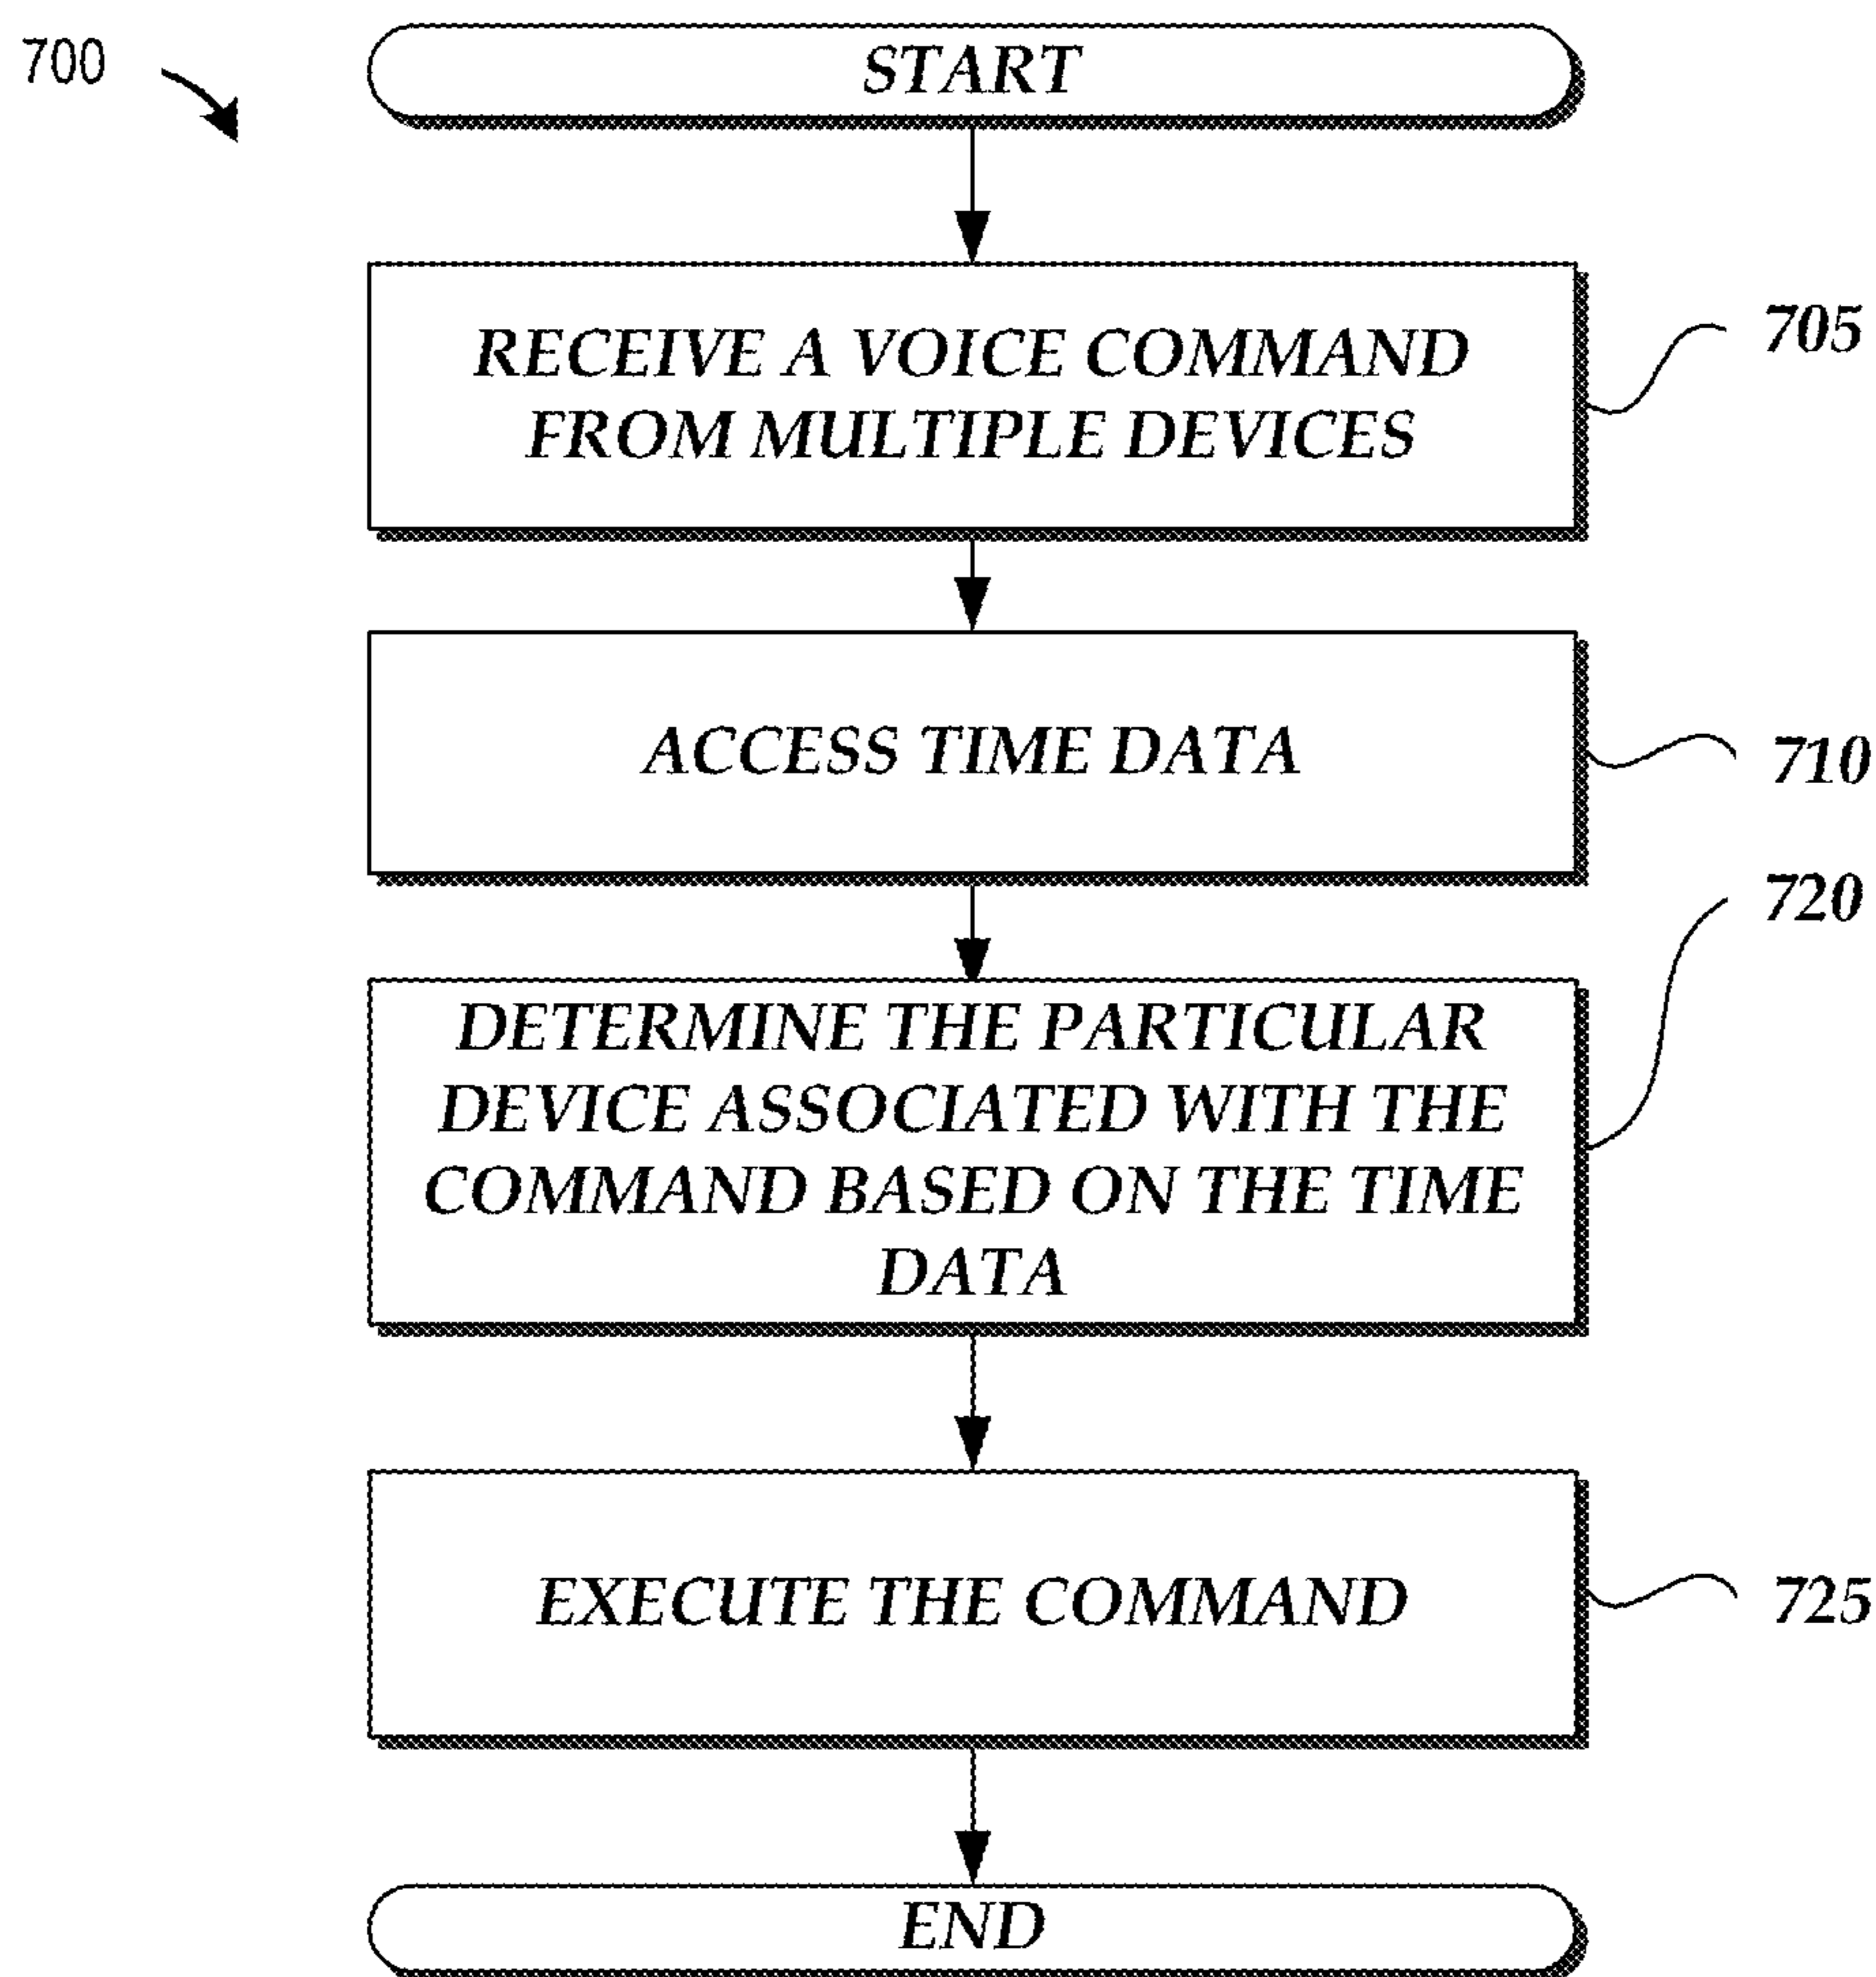 700
START
RECEIVE A VOICE COMMAND
FROM MULTIPLE DEVICES
705
ACCESS TIME DATA
710
720
DETERMINE THE PARTICULAR
DEVICE ASSOCIATED WITH THE
COMMAND BASED ON THE TIME
DATA
EXECUTE THE COMMAND
725
END